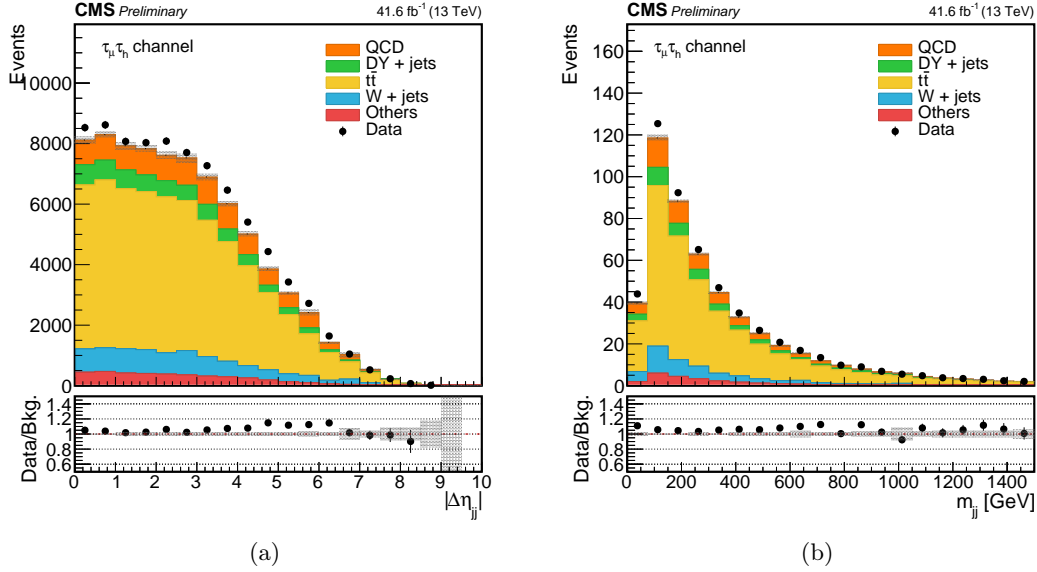 CMS Preliminary 41.6 fb⁻¹ (13 TeV)
Events
τμτh channel
QCD
DY + jets
tt̄
W + jets
Others
Data
10000
8000
6000
4000
2000
0
Data/Bkg.
1.4
1.2
1
0.8
0.6
0 1 2 3 4 5 6 7 8 9 10
|Δηjj|
(a)
CMS Preliminary 41.6 fb⁻¹ (13 TeV)
Events
τμτh channel
QCD
DY + jets
tt̄
W + jets
Others
Data
160
140
120
100
80
60
40
20
0
Data/Bkg.
1.4
1.2
1
0.8
0.6
0 200 400 600 800 1000 1200 1400
mjj [GeV]
(b)